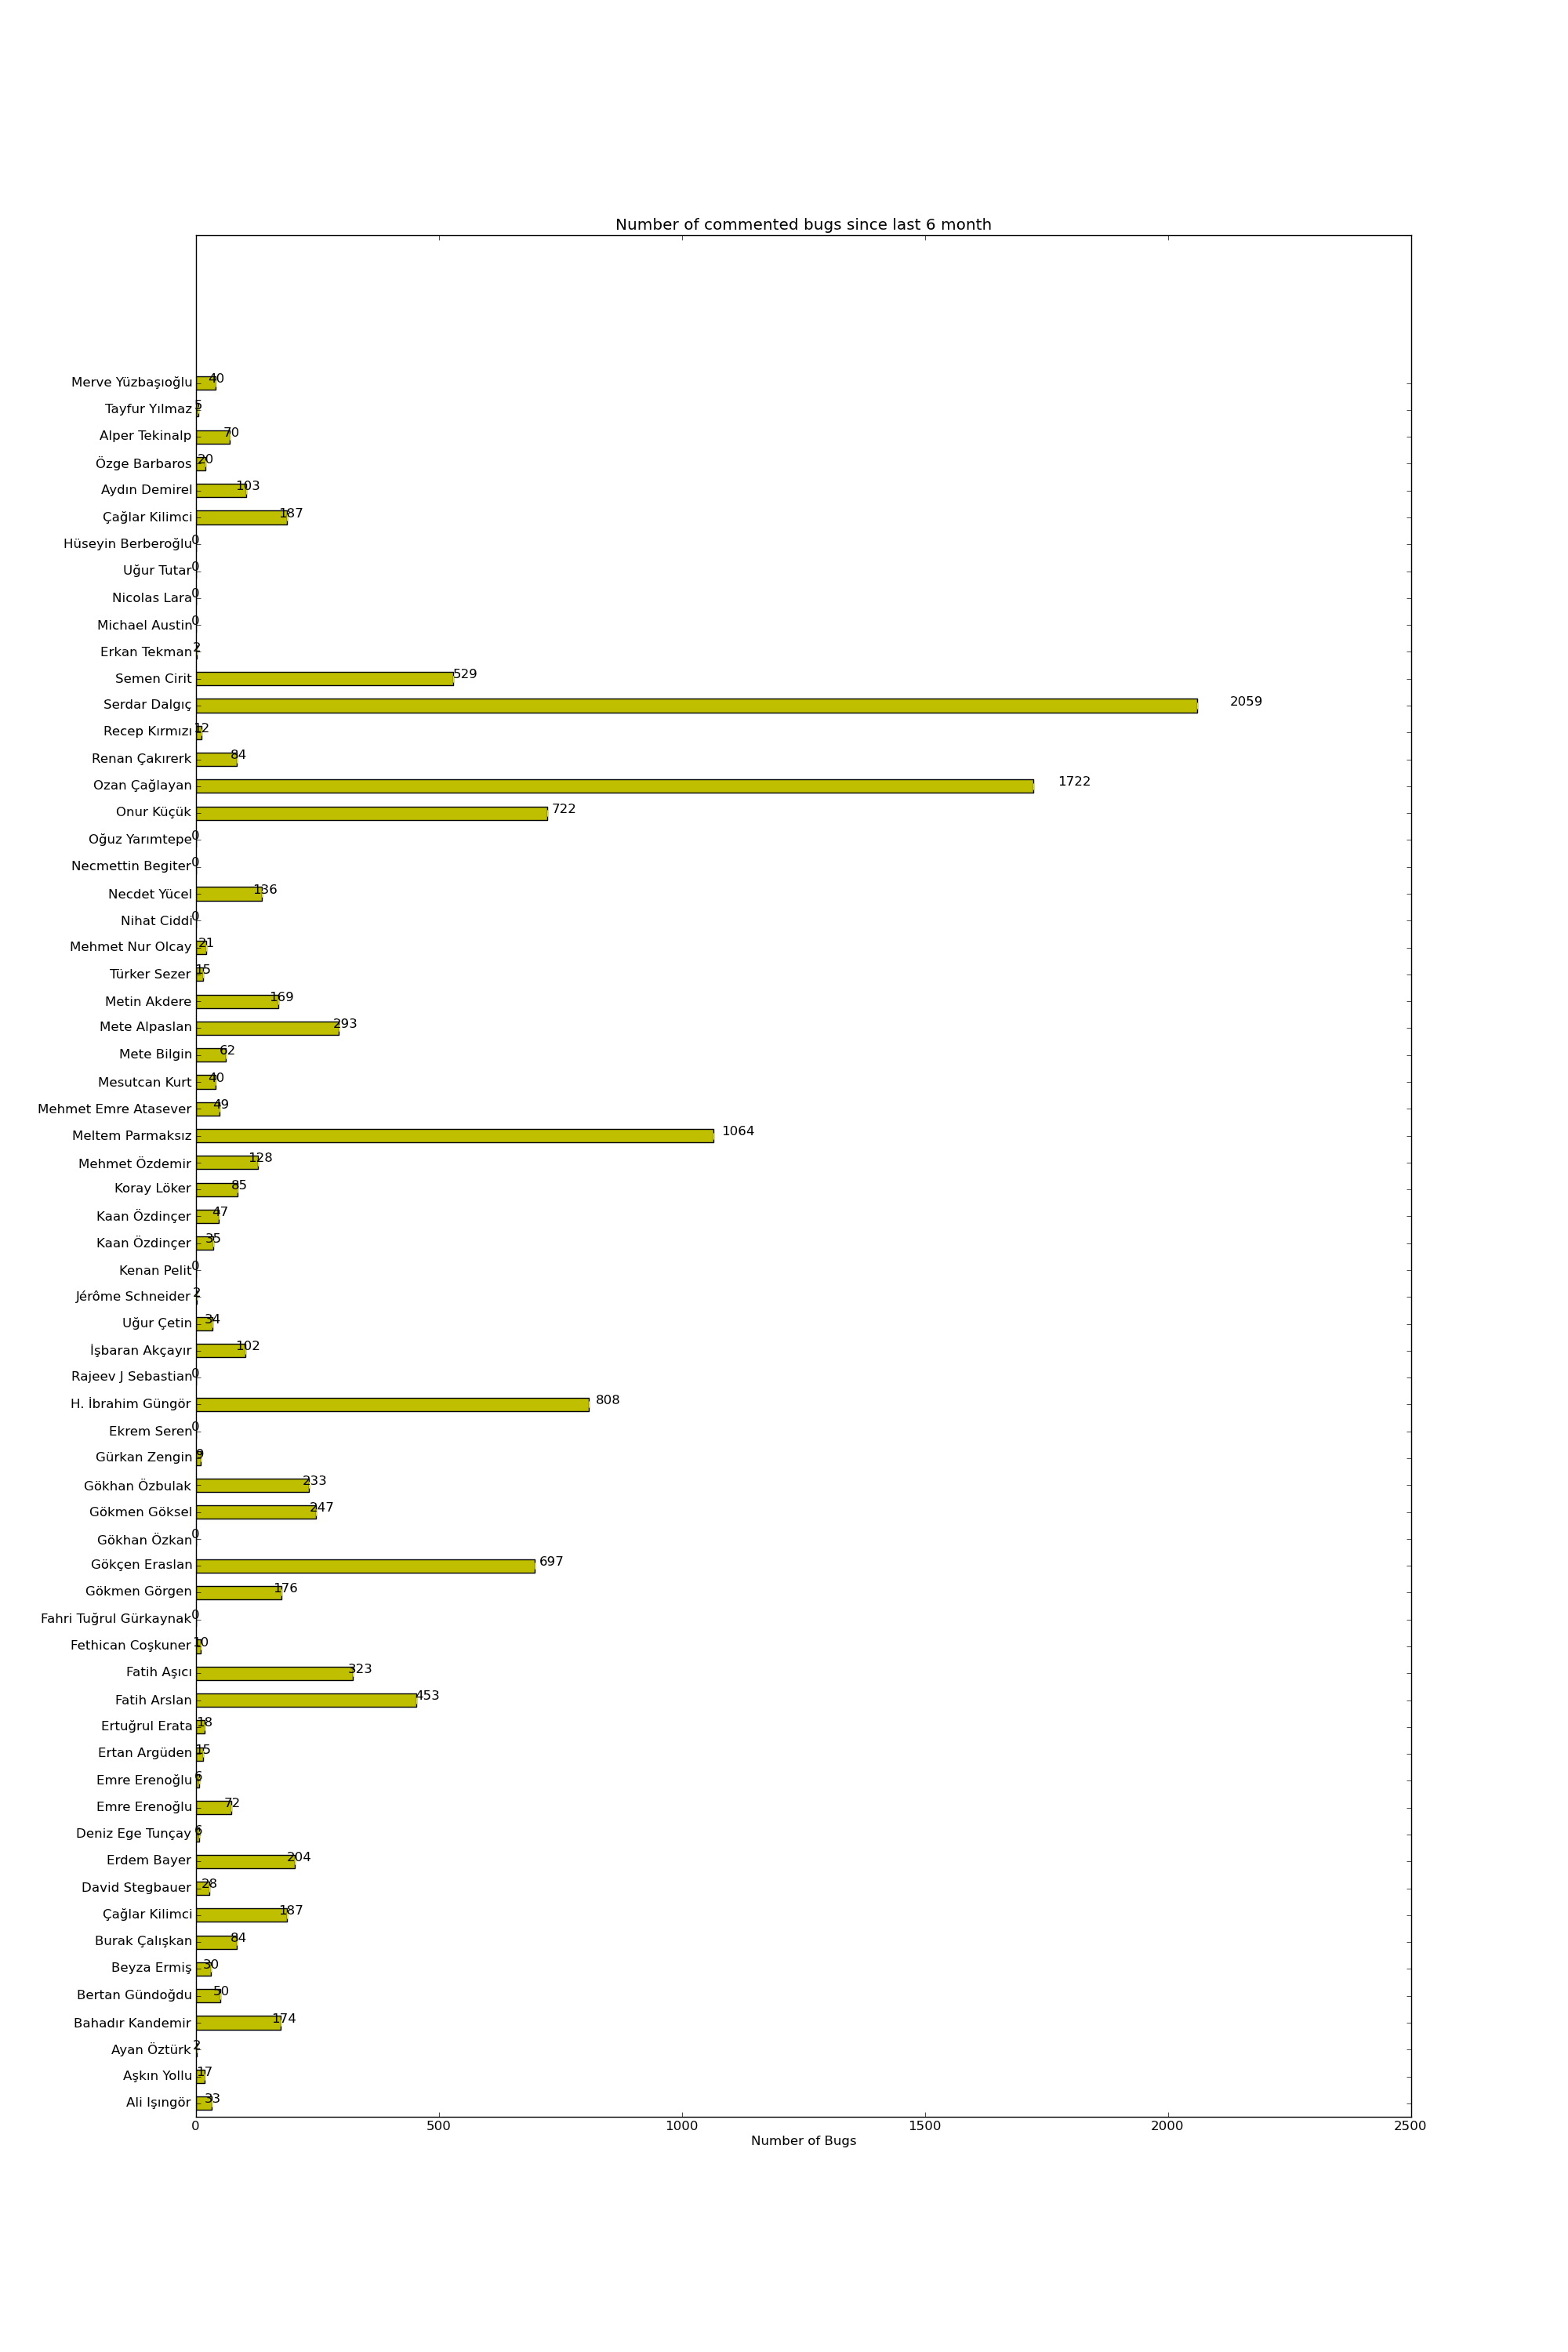 Number of commented bugs since last 6 month
Merve Yüzbaşıoğlu 40
Tayfur Yılmaz 5
Alper Tekinalp 70
Özge Barbaros 20
Aydın Demirel 103
Çağlar Kilimci 187
Hüseyin Berberoğlu 0
Uğur Tutar 0
Nicolas Lara 0
Michael Austin 0
Erkan Tekman 2
Semen Cirit 529
Serdar Dalgıç 2059
Recep Kırmızı 12
Renan Çakırerk 84
Ozan Çağlayan 1722
Onur Küçük 722
Oğuz Yarımtepe 0
Necmettin Begiter 0
Necdet Yücel 136
Nihat Ciddi 0
Mehmet Nur Olcay 21
Türker Sezer 15
Metin Akdere 169
Mete Alpaslan 293
Mete Bilgin 62
Mesutcan Kurt 40
Mehmet Emre Atasever 49
Meltem Parmaksız 1064
Mehmet Özdemir 128
Koray Löker 85
Kaan Özdinçer 47
Kaan Özdinçer 35
Kenan Pelit 0
Jérôme Schneider 2
Uğur Çetin 34
İşbaran Akçayır 102
Rajeev J Sebastian 0
H. İbrahim Güngör 808
Ekrem Seren 0
Gürkan Zengin 9
Gökhan Özbulak 233
Gökmen Göksel 247
Gökhan Özkan 0
Gökçen Eraslan 697
Gökmen Görgen 176
Fahri Tuğrul Gürkaynak 0
Fethican Coşkuner 10
Fatih Aşıcı 323
Fatih Arslan 453
Ertuğrul Erata 18
Ertan Argüden 15
Emre Erenoğlu 6
Emre Erenoğlu 72
Deniz Ege Tunçay 6
Erdem Bayer 204
David Stegbauer 28
Çağlar Kilimci 187
Burak Çalışkan 84
Beyza Ermiş 30
Bertan Gündoğdu 50
Bahadır Kandemir 174
Ayan Öztürk 2
Aşkın Yollu 17
Ali Işıngör 33
0 500 1000 1500 2000 2500
Number of Bugs